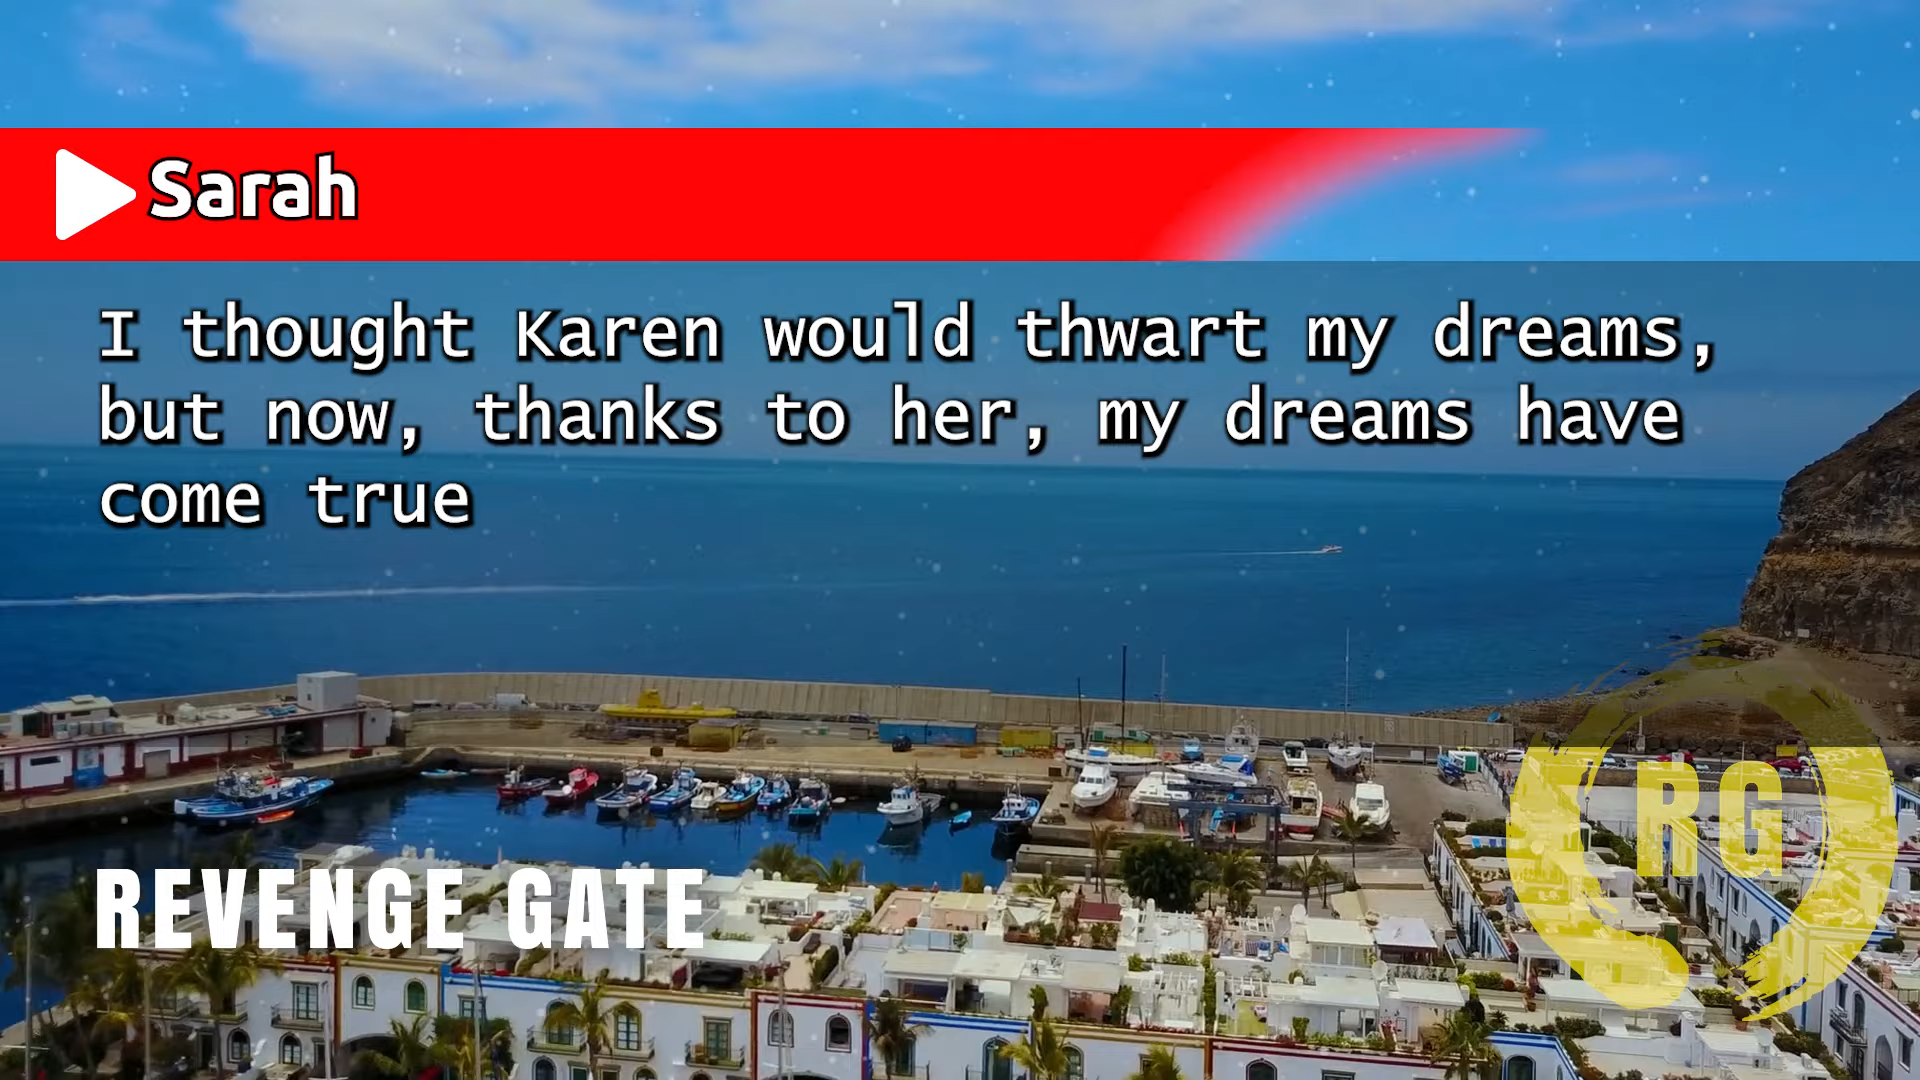 Sarah
I thought Karen would thwart my dreams,
but now, thanks to her, my dreams have
come true
REVENGE GATE
RG